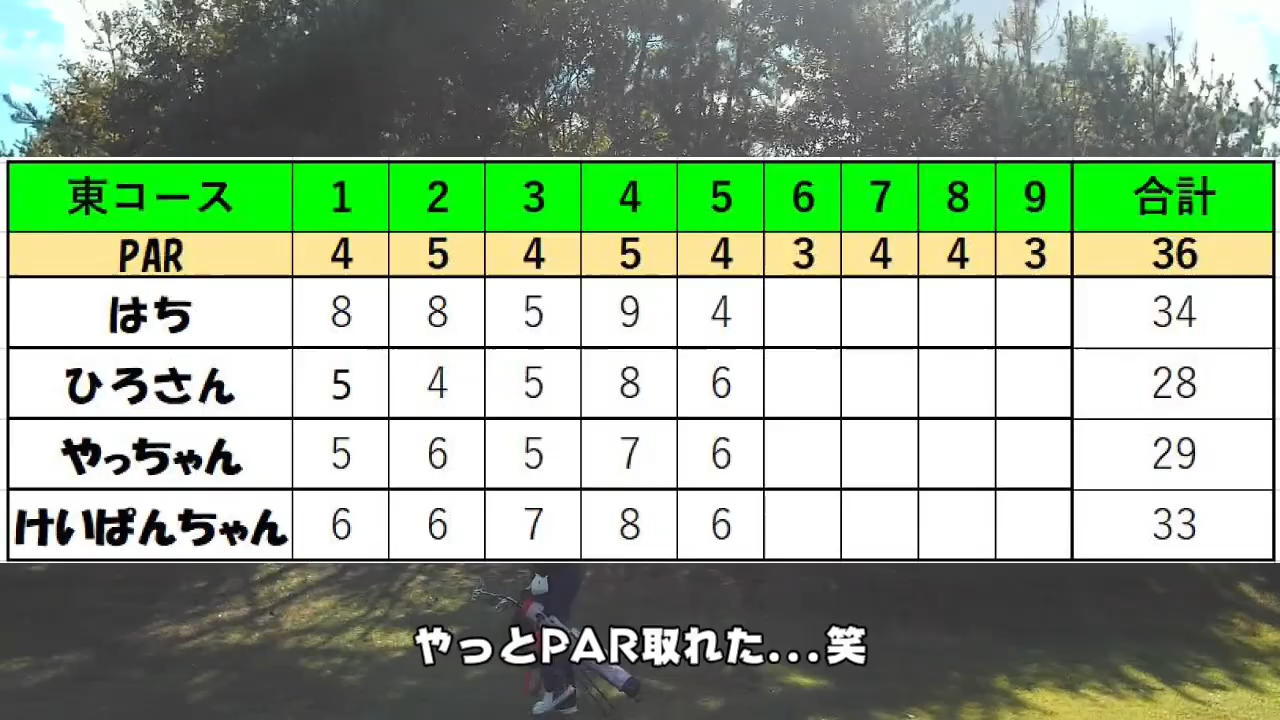 東コース 1 2 3 4 5 6 7 8 9 合計
PAR 4 5 4 5 4 3 4 4 3 36
はち 8 8 5 9 4 34
ひろさん 5 4 5 8 6 28
やっちゃん 5 6 5 7 6 29
けいぱんちゃん 6 6 7 8 6 33
やっとPAR取れた...笑